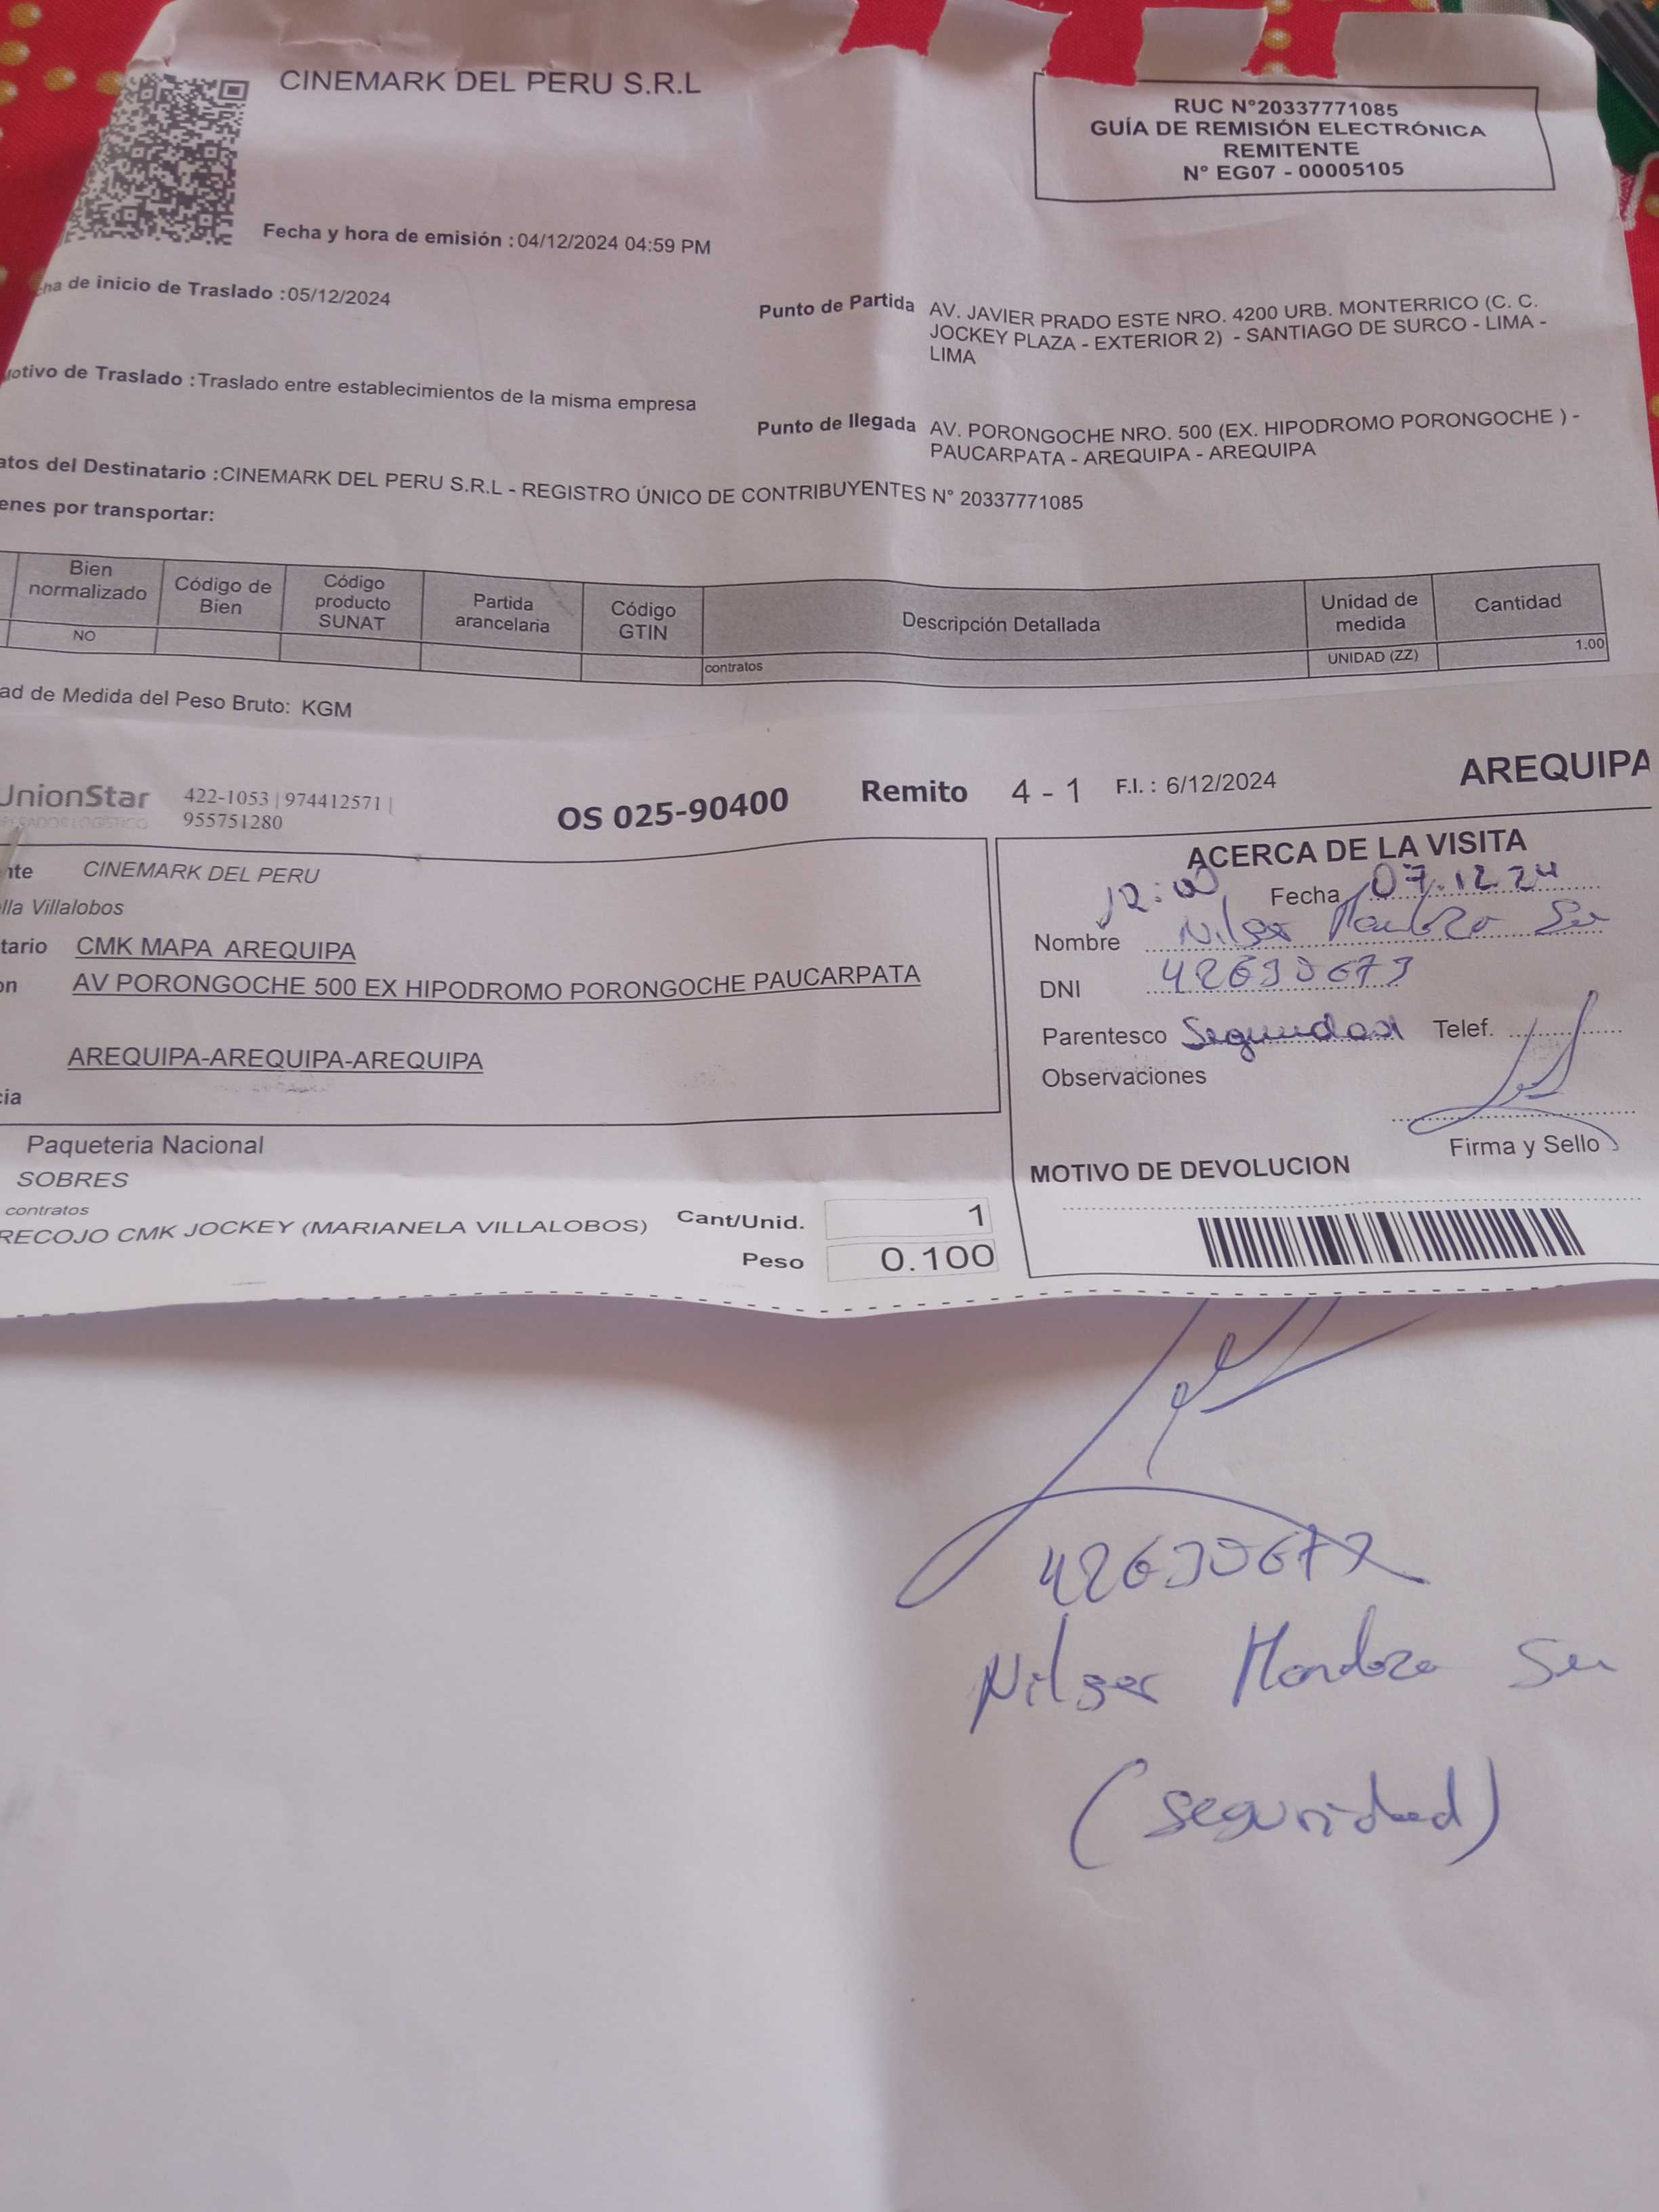 CINEMARK DEL PERU S.R.L
RUC N°20337771085
GUÍA DE REMISIÓN ELECTRÓNICA
REMITENTE
N° EG07 - 00005105
Fecha y hora de emisión : 04/12/2024 04:59 PM
de inicio de Traslado : 05/12/2024
Punto de Partida AV. JAVIER PRADO ESTE NRO. 4200 URB. MONTERRICO (C. C.
JOCKEY PLAZA - EXTERIOR 2) - SANTIAGO DE SURCO - LIMA -
LIMA
otivo de Traslado : Traslado entre establecimientos de la misma empresa
Punto de llegada AV. PORONGOCHE NRO. 500 (EX. HIPODROMO PORONGOCHE ) -
PAUCARPATA - AREQUIPA - AREQUIPA
atos del Destinatario : CINEMARK DEL PERU S.R.L - REGISTRO ÚNICO DE CONTRIBUYENTES N° 20337771085
enes por transportar:
Bien normalizado Código de Bien Código producto SUNAT Partida arancelaria Código GTIN Descripción Detallada Unidad de medida Cantidad
NO contratos UNIDAD (ZZ) 1.00
ad de Medida del Peso Bruto: KGM
UnionStar 422-1053 | 974412571 |
955751280
OS 025-90400 Remito 4 - 1 F.I. : 6/12/2024 AREQUIPA
nte CINEMARK DEL PERU
lla Villalobos
tario CMK MAPA AREQUIPA
on AV PORONGOCHE 500 EX HIPODROMO PORONGOCHE PAUCARPATA
AREQUIPA-AREQUIPA-AREQUIPA
cia
Paqueteria Nacional
SOBRES
contratos
RECOJO CMK JOCKEY (MARIANELA VILLALOBOS)
Cant/Unid. 1
Peso 0.100
ACERCA DE LA VISITA
12:00 Fecha 07.12.24
Nombre Nilser Mendoza
DNI
Parentesco Seguridad Telef.
Observaciones
Firma y Sello
MOTIVO DE DEVOLUCION
Nilser Mendoza
(seguridad)